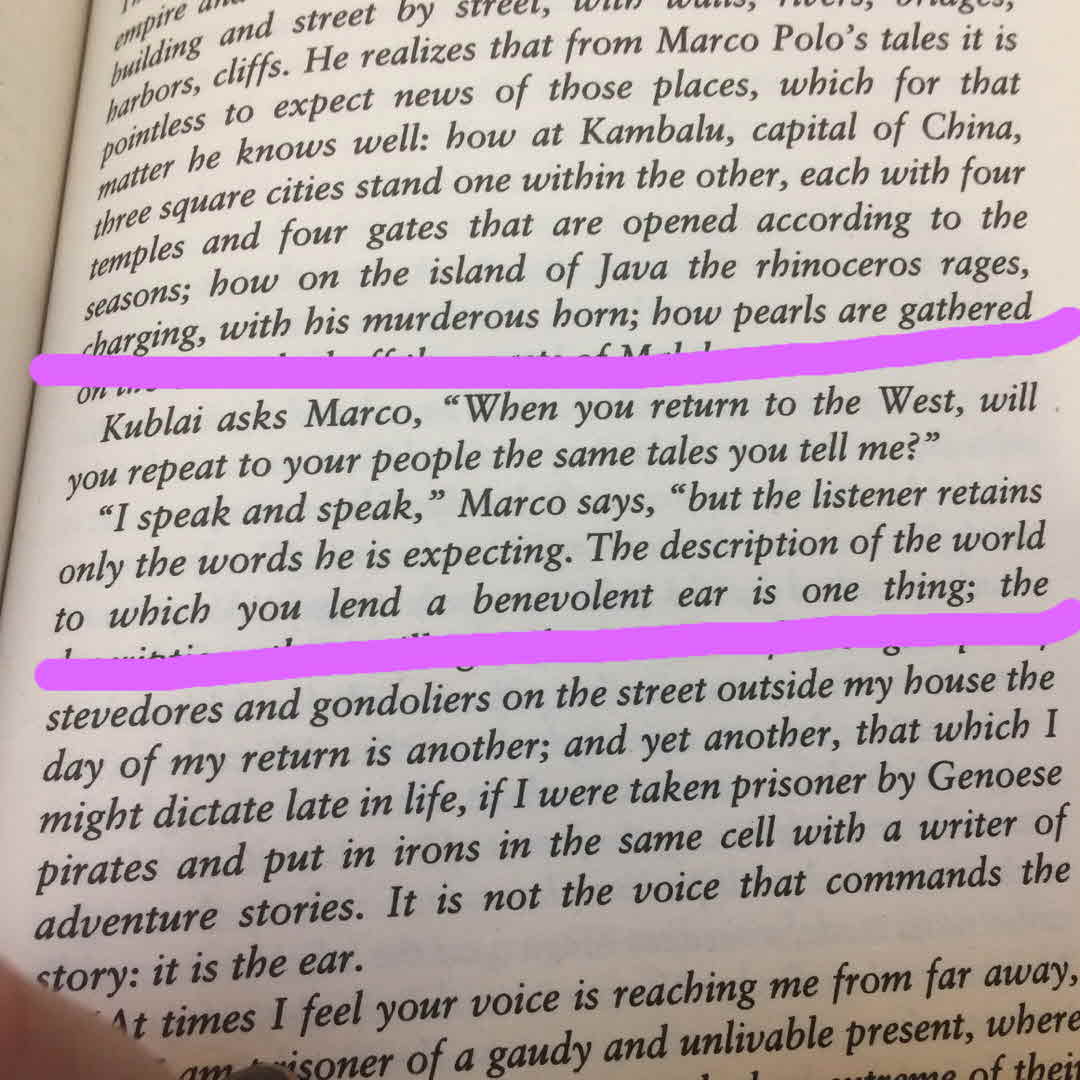 empire
building and street by street, with walls, rivers, bridges,
harbors, cliffs. He realizes that from Marco Polo's tales it is
pointless to expect news of those places, which for that
matter he knows well: how at Kambalu, capital of China,
three square cities stand one within the other, each with four
temples and four gates that are opened according to the
seasons; how on the island of Java the rhinoceros rages,
charging, with his murderous horn; how pearls are gathered
on
Kublai asks Marco, “When you return to the West, will
you repeat to your people the same tales you tell me?”
“I speak and speak,” Marco says, “but the listener retains
only the words he is expecting. The description of the world
to which you lend a benevolent ear is one thing; the
stevedores and gondoliers on the street outside my house the
day of my return is another; and yet another, that which I
might dictate late in life, if I were taken prisoner by Genoese
pirates and put in irons in the same cell with a writer of
adventure stories. It is not the voice that commands the
story: it is the ear.
At times I feel your voice is reaching me from far away,
am prisoner of a gaudy and unlivable present, where
of their